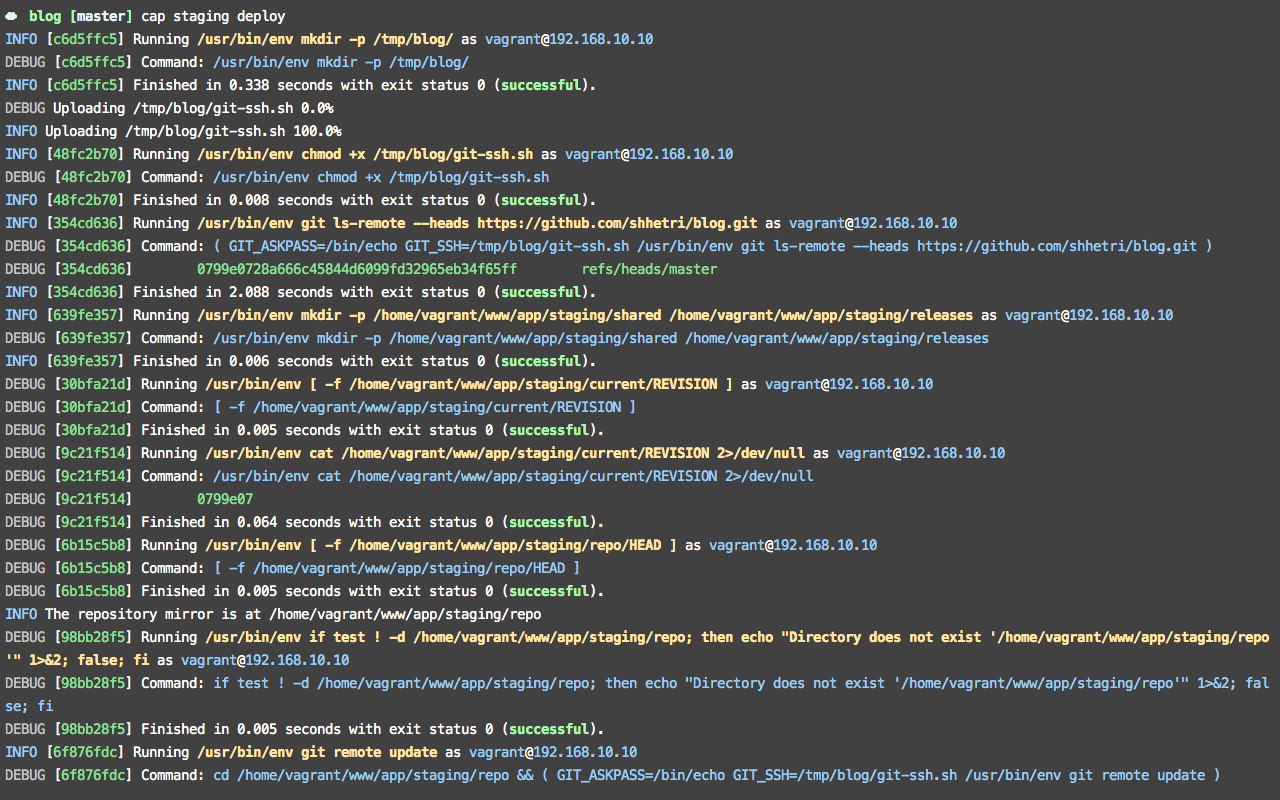 blog [master] cap staging deploy
INFO [c6d5ffc5] Running /usr/bin/env mkdir -p /tmp/blog/ as vagrant@192.168.10.10
DEBUG [c6d5ffc5] Command: /usr/bin/env mkdir -p /tmp/blog/
INFO [c6d5ffc5] Finished in 0.338 seconds with exit status 0 (successful).
DEBUG Uploading /tmp/blog/git-ssh.sh 0.0%
INFO Uploading /tmp/blog/git-ssh.sh 100.0%
INFO [48fc2b70] Running /usr/bin/env chmod +x /tmp/blog/git-ssh.sh as vagrant@192.168.10.10
DEBUG [48fc2b70] Command: /usr/bin/env chmod +x /tmp/blog/git-ssh.sh
INFO [48fc2b70] Finished in 0.008 seconds with exit status 0 (successful).
INFO [354cd636] Running /usr/bin/env git ls-remote --heads https://github.com/shhetri/blog.git as vagrant@192.168.10.10
DEBUG [354cd636] Command: ( GIT_ASKPASS=/bin/echo GIT_SSH=/tmp/blog/git-ssh.sh /usr/bin/env git ls-remote --heads https://github.com/shhetri/blog.git )
DEBUG [354cd636] 0799e0728a666c45844d6099fd32965eb34f65ff refs/heads/master
INFO [354cd636] Finished in 2.088 seconds with exit status 0 (successful).
INFO [639fe357] Running /usr/bin/env mkdir -p /home/vagrant/www/app/staging/shared /home/vagrant/www/app/staging/releases as vagrant@192.168.10.10
DEBUG [639fe357] Command: /usr/bin/env mkdir -p /home/vagrant/www/app/staging/shared /home/vagrant/www/app/staging/releases
INFO [639fe357] Finished in 0.006 seconds with exit status 0 (successful).
DEBUG [30bfa21d] Running /usr/bin/env [ -f /home/vagrant/www/app/staging/current/REVISION ] as vagrant@192.168.10.10
DEBUG [30bfa21d] Command: [ -f /home/vagrant/www/app/staging/current/REVISION ]
DEBUG [30bfa21d] Finished in 0.005 seconds with exit status 0 (successful).
DEBUG [9c21f514] Running /usr/bin/env cat /home/vagrant/www/app/staging/current/REVISION 2>/dev/null as vagrant@192.168.10.10
DEBUG [9c21f514] Command: /usr/bin/env cat /home/vagrant/www/app/staging/current/REVISION 2>/dev/null
DEBUG [9c21f514] 0799e07
DEBUG [9c21f514] Finished in 0.064 seconds with exit status 0 (successful).
DEBUG [6b15c5b8] Running /usr/bin/env [ -f /home/vagrant/www/app/staging/repo/HEAD ] as vagrant@192.168.10.10
DEBUG [6b15c5b8] Command: [ -f /home/vagrant/www/app/staging/repo/HEAD ]
DEBUG [6b15c5b8] Finished in 0.005 seconds with exit status 0 (successful).
INFO The repository mirror is at /home/vagrant/www/app/staging/repo
DEBUG [98bb28f5] Running /usr/bin/env if test ! -d /home/vagrant/www/app/staging/repo; then echo "Directory does not exist '/home/vagrant/www/app/staging/repo
'" 1>&2; false; fi as vagrant@192.168.10.10
DEBUG [98bb28f5] Command: if test ! -d /home/vagrant/www/app/staging/repo; then echo "Directory does not exist '/home/vagrant/www/app/staging/repo'" 1>&2; fal
se; fi
DEBUG [98bb28f5] Finished in 0.005 seconds with exit status 0 (successful).
INFO [6f876fdc] Running /usr/bin/env git remote update as vagrant@192.168.10.10
DEBUG [6f876fdc] Command: cd /home/vagrant/www/app/staging/repo && ( GIT_ASKPASS=/bin/echo GIT_SSH=/tmp/blog/git-ssh.sh /usr/bin/env git remote update )